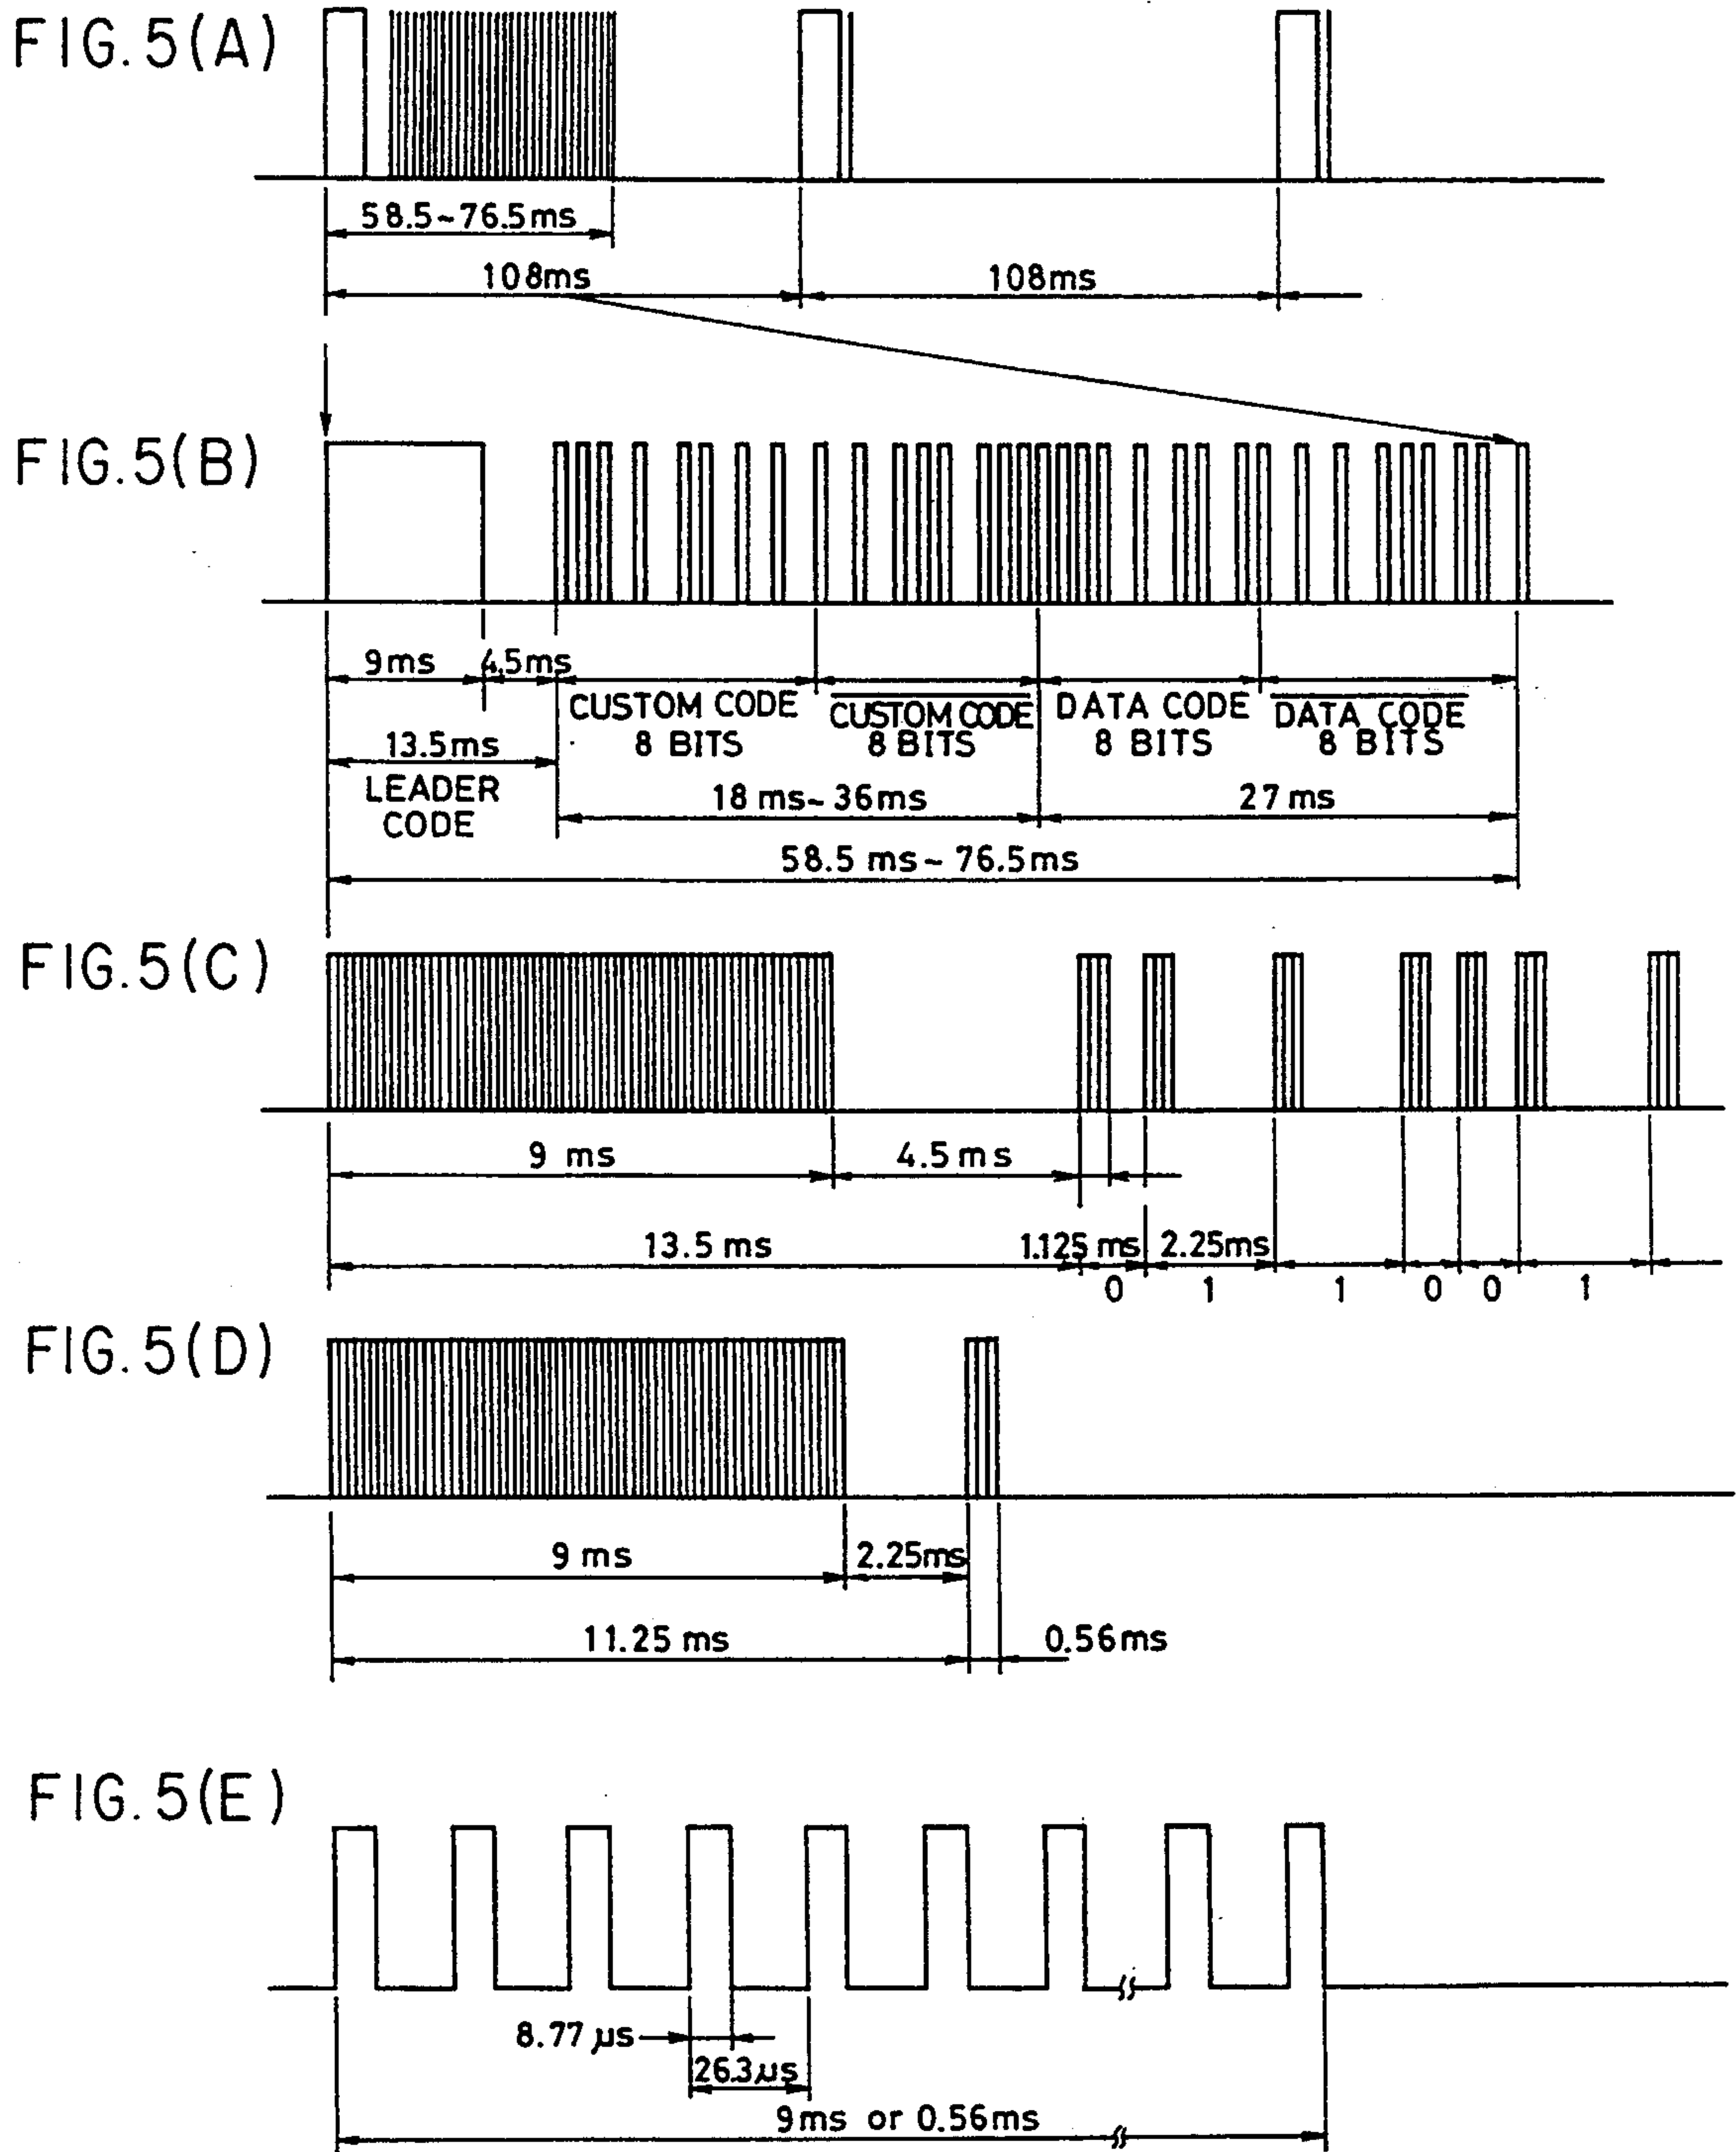 FIG. 5(A)
58.5~76.5ms
108ms
108ms
FIG. 5(B)
9ms
4.5ms
CUSTOM CODE
8 BITS
CUSTOM CODE
8 BITS
DATA CODE
8 BITS
DATA CODE
8 BITS
13.5ms
LEADER
CODE
18 ms~36ms
27 ms
58.5 ms~76.5ms
FIG. 5(C)
9 ms
4.5 ms
13.5 ms
1.125 ms
2.25ms
0 1 1 0 0 1
FIG. 5(D)
9 ms
2.25ms
11.25 ms
0.56ms
FIG. 5(E)
8.77 µs
26.3µs
9ms or 0.56ms